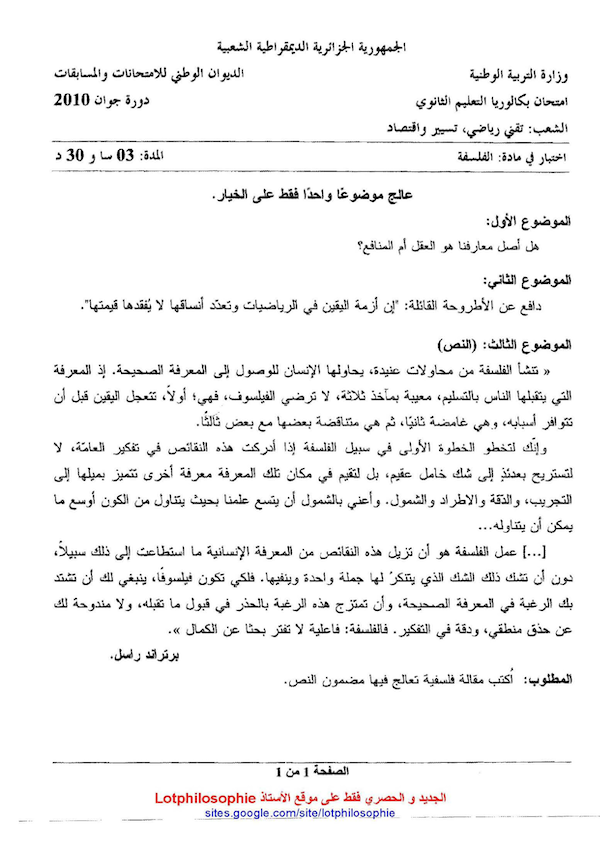 الجمهورية الجزائرية الديمقراطية الشعبية
وزارة التربية الوطنية الديوان الوطني للامتحانات والمسابقات
امتحان بكالوريا التعليم الثانوي دورة جوان 2010
الشعب: تقني رياضي، تسيير واقتصاد
اختبار في مادة: الفلسفة المدة: 03 سا و 30 د
عالج موضوعًا واحدًا فقط على الخيار.
الموضوع الأول:
هل أصل معارفنا هو العقل أم المنافع؟
الموضوع الثاني:
دافع عن الأطروحة القائلة: "إن أزمة اليقين في الرياضيات وتعدّد أنساقها لا يُفقدها قيمتها".
الموضوع الثالث: (النص)
« تنشأ الفلسفة من محاولات عنيدة، يحاولها الإنسان للوصول إلى المعرفة الصحيحة. إذ المعرفة
التي يتقبلها الناس بالتسليم، معيبة بمآخذ ثلاثة، لا ترضي الفيلسوف، فهي؛ أولاً، تتعجل اليقين قبل أن
تتوافر أسبابه، وهي غامضة ثانيًا، ثم هي متناقضة بعضها مع بعض ثالثًا.
وإنّك لتخطو الخطوة الأولى في سبيل الفلسفة إذا أدركت هذه النقائص في تفكير العامّة، لا
لتستريح بعدئذٍ إلى شك خامل عقيم، بل لتقيم في مكان تلك المعرفة معرفة أخرى تتميز بميلها إلى
التجريب، والدّقة والاطراد والشمول. وأعني بالشمول أن يتسع علمنا بحيث يتناول من الكون أوسع ما
يمكن أن يتناوله...
[...] عمل الفلسفة هو أن تزيل هذه النقائص من المعرفة الإنسانية ما استطاعت إلى ذلك سبيلاً،
دون أن تشك ذلك الشك الذي يتنكرُ لها جملة واحدة وينفيها. فلكي تكون فيلسوفًا، ينبغي لك أن تشتد
بك الرغبة في المعرفة الصحيحة، وأن تمتزج هذه الرغبة بالحذر في قبول ما تقبله، ولا مندوحة لك
عن حذق منطقي، ودقة في التفكير. فالفلسفة: فاعلية لا تفتر بحثا عن الكمال ».
برتراند راسل.
المطلوب: اُكتب مقالة فلسفية تعالج فيها مضمون النص.
الصفحة 1 من 1
الجديد و الحصري فقط على موقع الأستاذ Lotphilosophie
sites.google.com/site/lotphilosophie